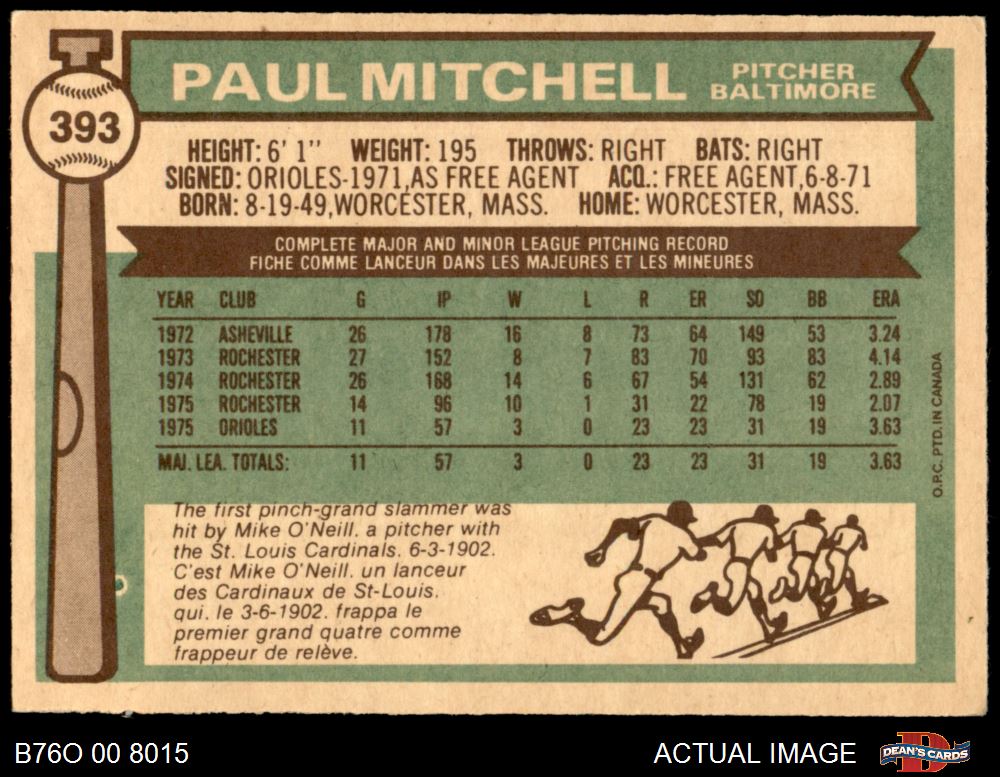 393
PAUL MITCHELL
PITCHER
BALTIMORE
HEIGHT: 6' 1" WEIGHT: 195 THROWS: RIGHT BATS: RIGHT
SIGNED: ORIOLES-1971,AS FREE AGENT ACQ.: FREE AGENT,6-8-71
BORN: 8-19-49,WORCESTER, MASS. HOME: WORCESTER, MASS.
COMPLETE MAJOR AND MINOR LEAGUE PITCHING RECORD
FICHE COMME LANCEUR DANS LES MAJEURES ET LES MINEURES
YEAR CLUB G IP W L R ER SO BB ERA
1972 ASHEVILLE 26 178 16 8 73 64 149 53 3.24
1973 ROCHESTER 27 152 8 7 83 70 93 83 4.14
1974 ROCHESTER 26 168 14 6 67 54 131 62 2.89
1975 ROCHESTER 14 96 10 1 31 22 78 19 2.07
1975 ORIOLES 11 57 3 0 23 23 31 19 3.63
MAJ. LEA. TOTALS: 11 57 3 0 23 23 31 19 3.63
O.P.C. PTD. IN CANADA
The first pinch-grand slammer was
hit by Mike O'Neill. a pitcher with
the St. Louis Cardinals. 6-3-1902.
C'est Mike O'Neill. un lanceur
des Cardinaux de St-Louis.
qui. le 3-6-1902. frappa le
premier grand quatre comme
frappeur de relève.
B76O 00 8015
ACTUAL IMAGE
DEAN'S CARDS